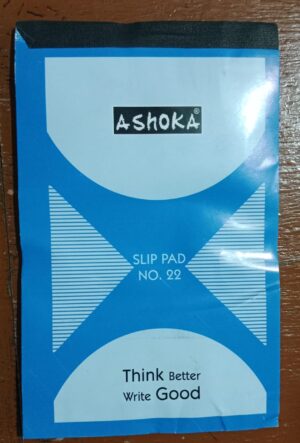 ASHOKA®
SLIP PAD
NO. 22
Think Better
Write Good